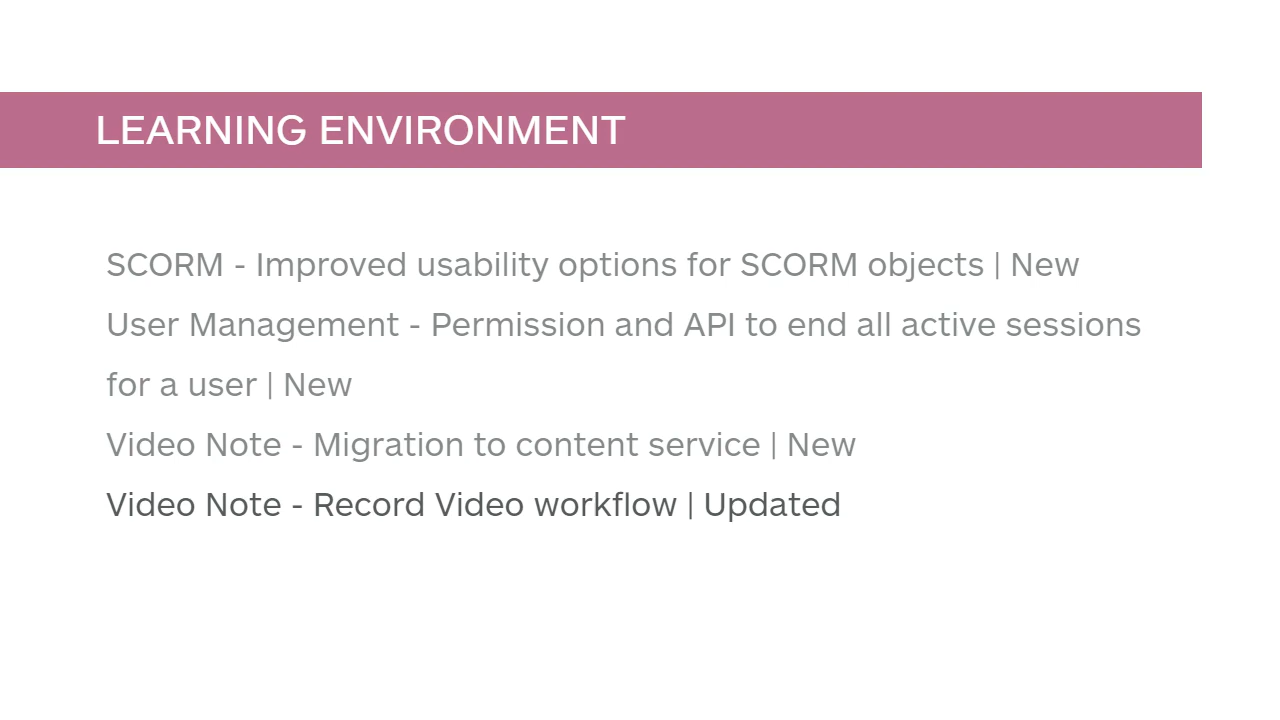 LEARNING ENVIRONMENT
SCORM - Improved usability options for SCORM objects | New
User Management - Permission and API to end all active sessions
for a user | New
Video Note - Migration to content service | New
Video Note - Record Video workflow | Updated